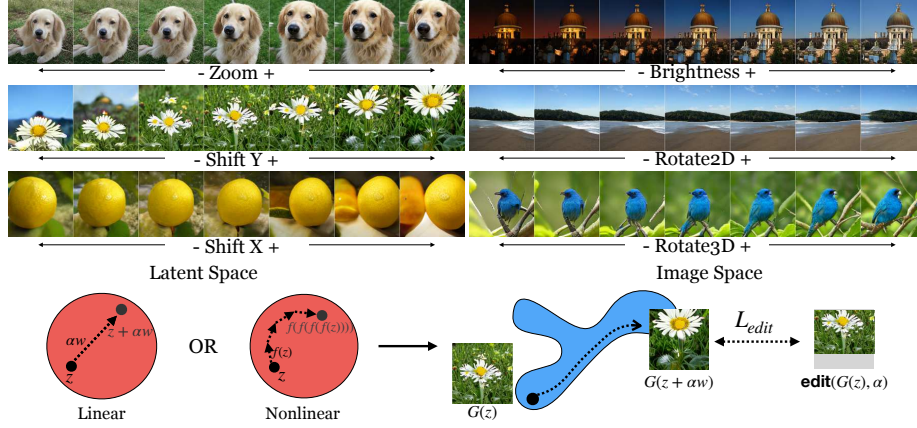 - Zoom +
- Brightness +
- Shift Y +
- Rotate2D +
- Shift X +
- Rotate3D +
Latent Space
Image Space
αw
z + αw
z
OR
f(f(f(f(z))))
f(z)
z
G(z)
G(z + αw)
L_edit
edit(G(z), α)
Linear
Nonlinear